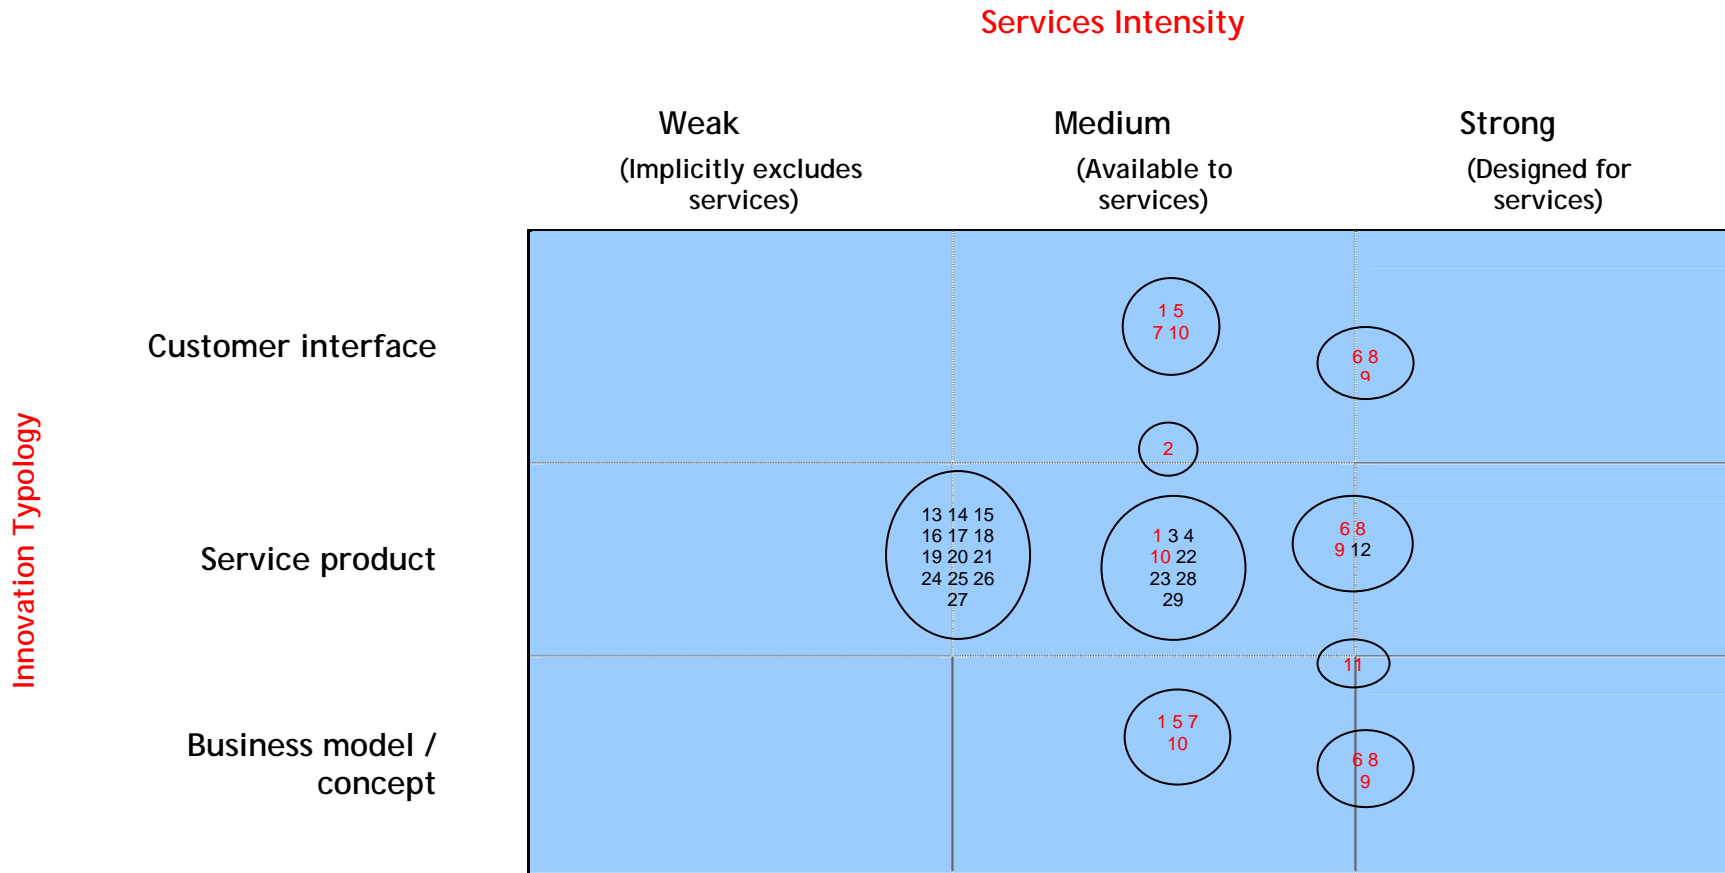 Services Intensity
Weak
Medium
Strong
(Implicitly excludes
services)
(Available to
services)
(Designed for
services)
Innovation Typology
Customer interface
1 5
7 10
6 8
9
2
Service product
13 14 15
16 17 18
19 20 21
24 25 26
27
1 3 4
10 22
23 28
29
6 8
9 12
11
Business model /
concept
1 5 7
10
6 8
9